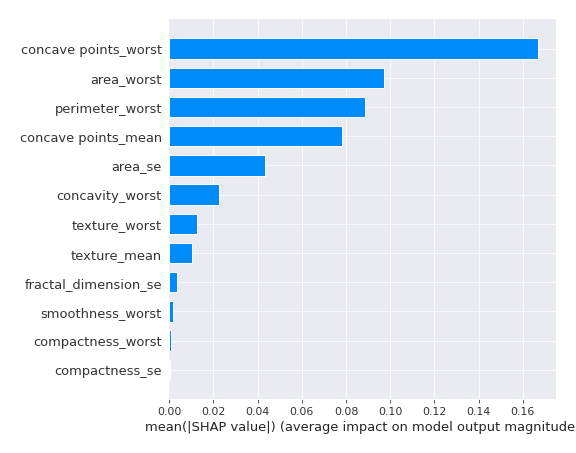 concave points_worst
area_worst
perimeter_worst
concave points_mean
area_se
concavity_worst
texture_worst
texture_mean
fractal_dimension_se
smoothness_worst
compactness_worst
compactness_se
0.00 0.02 0.04 0.06 0.08 0.10 0.12 0.14 0.16
mean(|SHAP value|) (average impact on model output magnitude